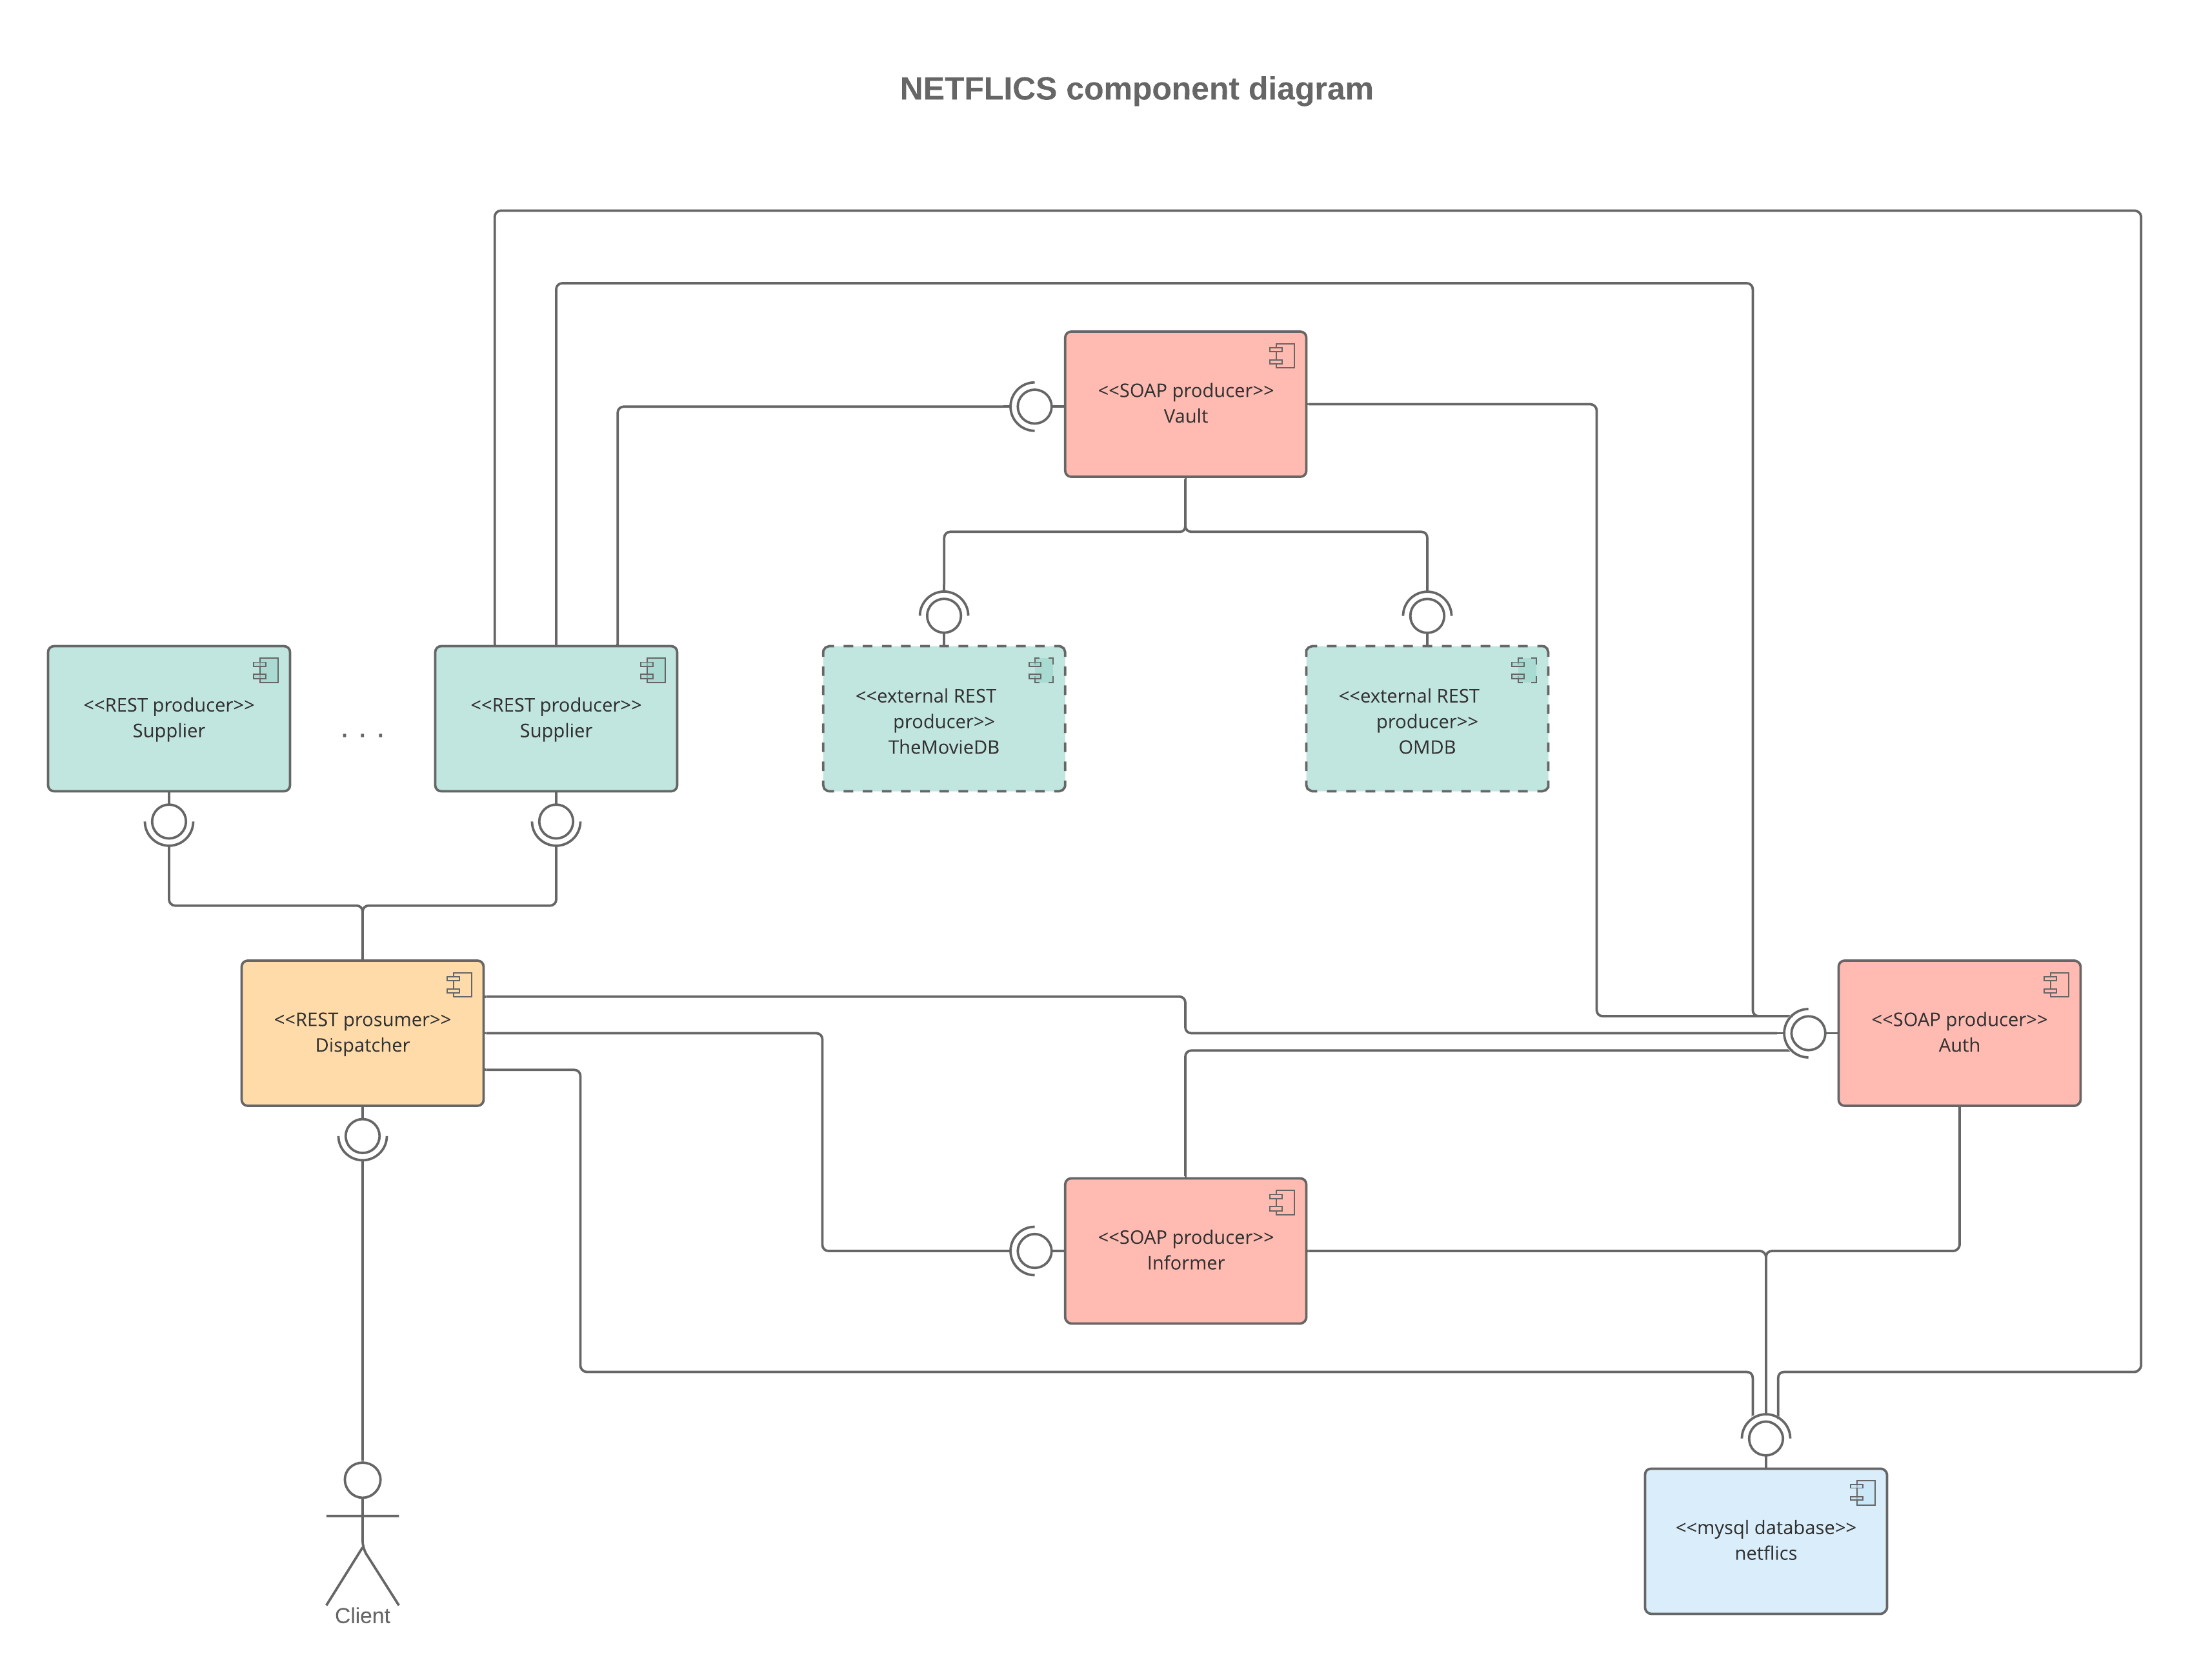 NETFLICS component diagram
<<SOAP producer>>
Vault
<<REST producer>>
Supplier
. . .
<<REST producer>>
Supplier
<<external REST
producer>>
TheMovieDB
<<external REST
producer>>
OMDB
<<REST prosumer>>
Dispatcher
<<SOAP producer>>
Auth
<<SOAP producer>>
Informer
<<mysql database>>
netflics
Client